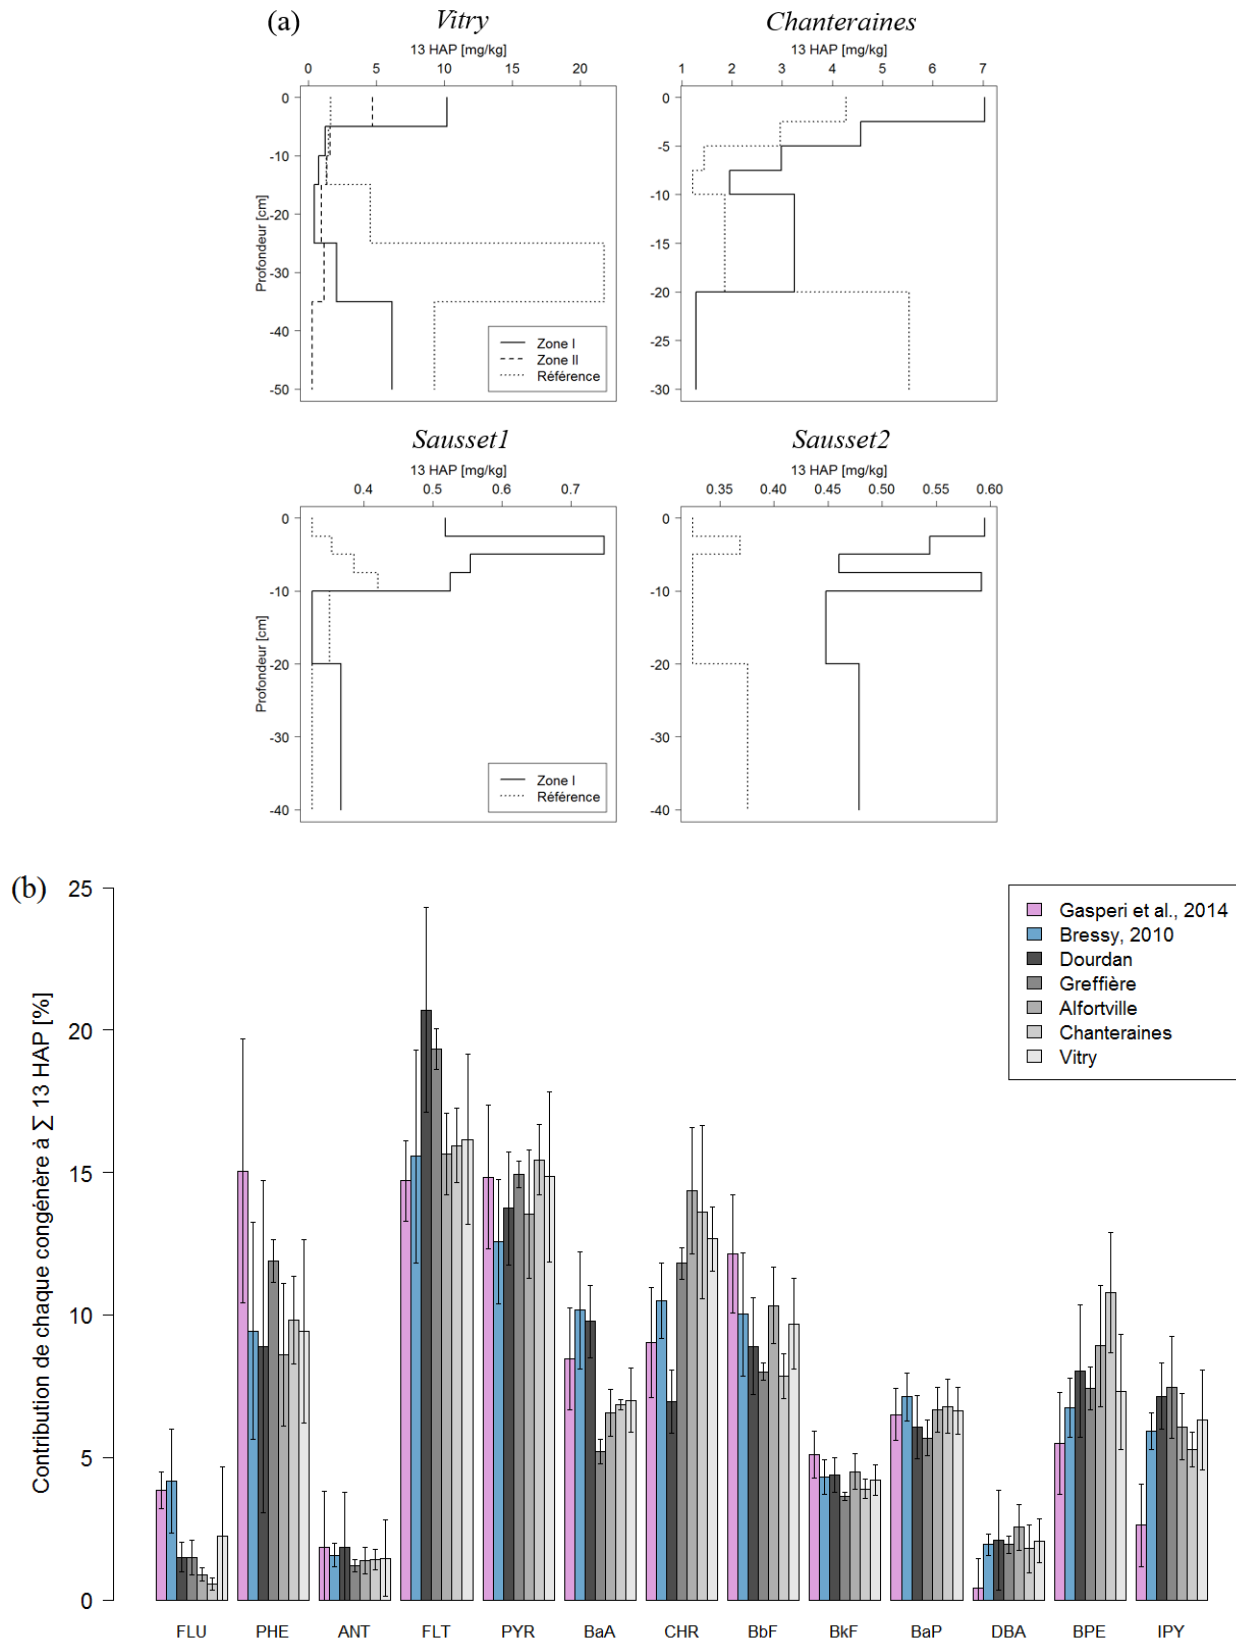 (a)
Vitry
13 HAP [mg/kg]
0 5 10 15 20
Profondeur [cm]
0
-10
-20
-30
-40
-50
Zone I
Zone II
Référence
Chanteraines
13 HAP [mg/kg]
1 2 3 4 5 6 7
0
-5
-10
-15
-20
-25
-30
Sausset1
13 HAP [mg/kg]
0.4 0.5 0.6 0.7
Profondeur [cm]
0
-10
-20
-30
-40
Zone I
Référence
Sausset2
13 HAP [mg/kg]
0.35 0.40 0.45 0.50 0.55 0.60
0
-10
-20
-30
-40
(b)
Contribution de chaque congénère à Σ 13 HAP [%]
25
20
15
10
5
0
Gasperi et al., 2014
Bressy, 2010
Dourdan
Greffière
Alfortville
Chanteraines
Vitry
FLU PHE ANT FLT PYR BaA CHR BbF BkF BaP DBA BPE IPY